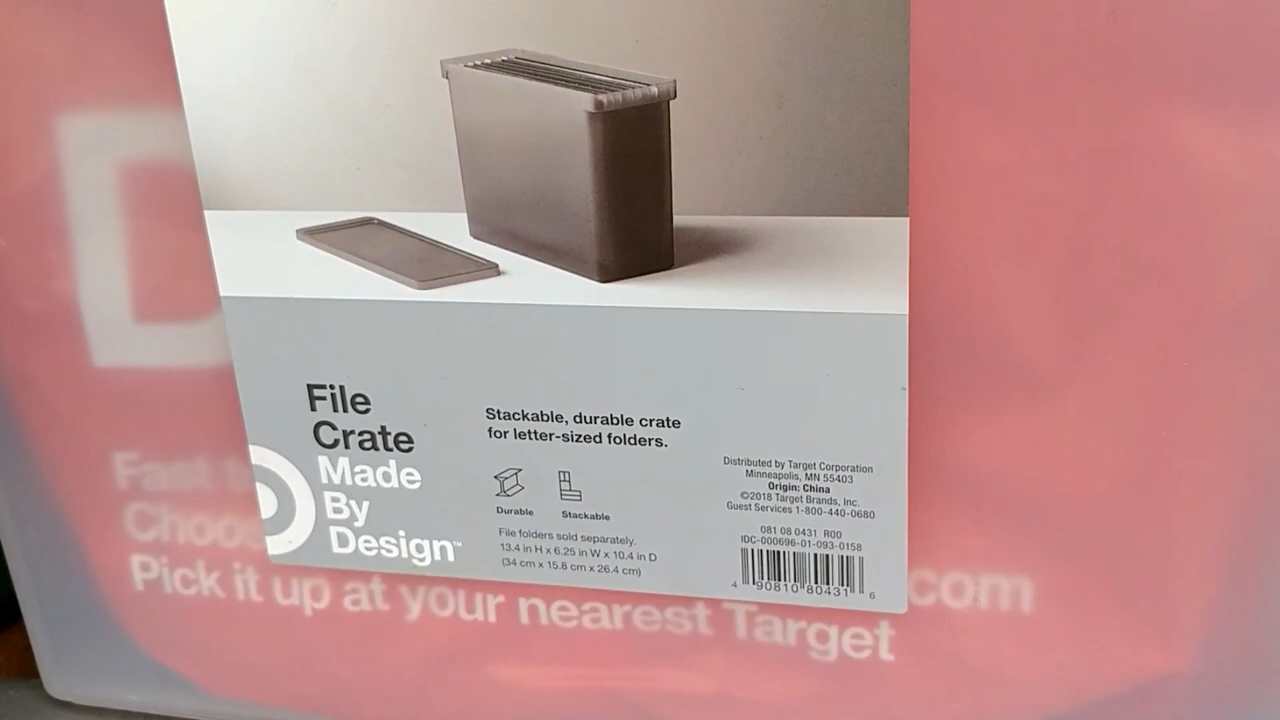 File
Crate
Made
By
Design™
Stackable, durable crate
for letter-sized folders.
Durable
Stackable
File folders sold separately.
13.4 in H x 6.25 in W x 10.4 in D
(34 cm x 15.8 cm x 26.4 cm)
Distributed by Target Corporation
Minneapolis, MN 55403
Origin: China
©2018 Target Brands, Inc.
Guest Services 1-800-440-0680
081 08 0431 R00
IDC-000696-01-093-0158
4 90810 80431 6
D
Fast
Choos
com
Pick it up at your nearest Target